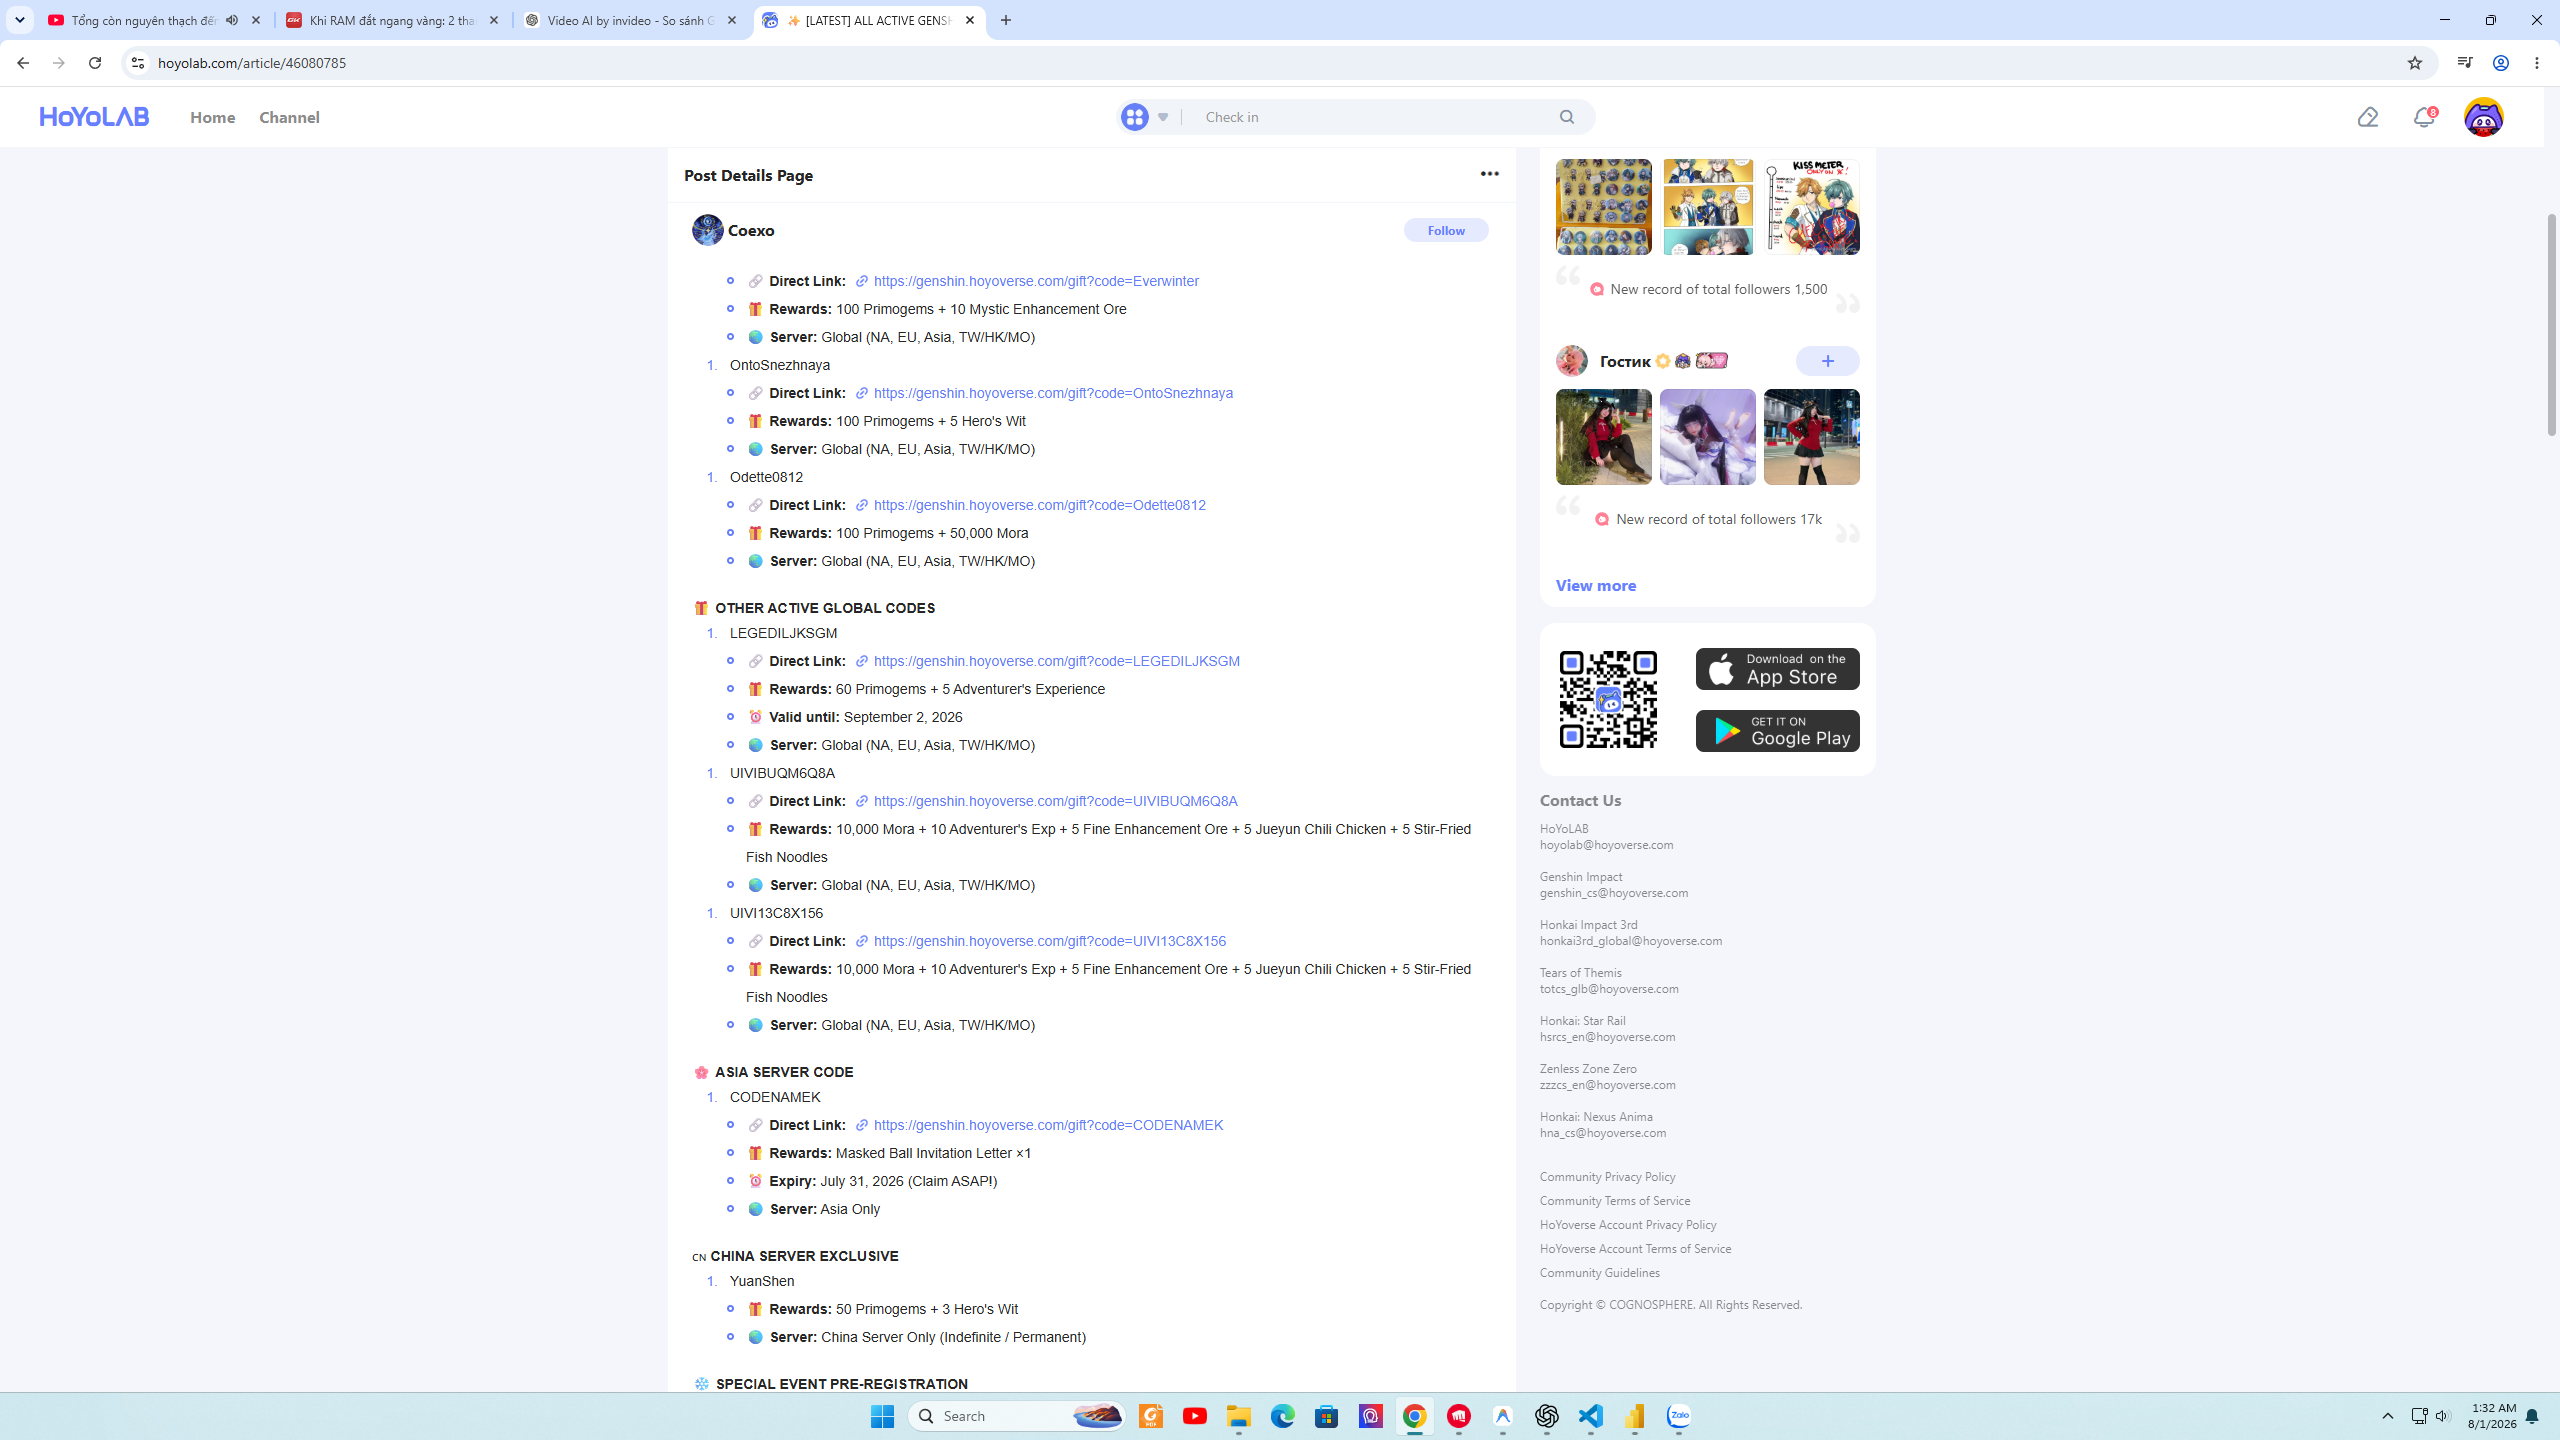 Tổng còn nguyên thạch đến
Khi RAM đắt ngang vàng: 2 tha
Video AI by invideo - So sánh G
✨ [LATEST] ALL ACTIVE GENSH
hoyolab.com/article/46080785
HoYoLAB
Home
Channel
Check in
8
Post Details Page
Coexo
Follow
🔗 Direct Link: https://genshin.hoyoverse.com/gift?code=Everwinter
🎁 Rewards: 100 Primogems + 10 Mystic Enhancement Ore
🌏 Server: Global (NA, EU, Asia, TW/HK/MO)
1. OntoSnezhnaya
🔗 Direct Link: https://genshin.hoyoverse.com/gift?code=OntoSnezhnaya
🎁 Rewards: 100 Primogems + 5 Hero's Wit
🌏 Server: Global (NA, EU, Asia, TW/HK/MO)
1. Odette0812
🔗 Direct Link: https://genshin.hoyoverse.com/gift?code=Odette0812
🎁 Rewards: 100 Primogems + 50,000 Mora
🌏 Server: Global (NA, EU, Asia, TW/HK/MO)
🎁 OTHER ACTIVE GLOBAL CODES
1. LEGEDILJKSGM
🔗 Direct Link: https://genshin.hoyoverse.com/gift?code=LEGEDILJKSGM
🎁 Rewards: 60 Primogems + 5 Adventurer's Experience
⏰ Valid until: September 2, 2026
🌏 Server: Global (NA, EU, Asia, TW/HK/MO)
1. UIVIBUQM6Q8A
🔗 Direct Link: https://genshin.hoyoverse.com/gift?code=UIVIBUQM6Q8A
🎁 Rewards: 10,000 Mora + 10 Adventurer's Exp + 5 Fine Enhancement Ore + 5 Jueyun Chili Chicken + 5 Stir-Fried
Fish Noodles
🌏 Server: Global (NA, EU, Asia, TW/HK/MO)
1. UIVI13C8X156
🔗 Direct Link: https://genshin.hoyoverse.com/gift?code=UIVI13C8X156
🎁 Rewards: 10,000 Mora + 10 Adventurer's Exp + 5 Fine Enhancement Ore + 5 Jueyun Chili Chicken + 5 Stir-Fried
Fish Noodles
🌏 Server: Global (NA, EU, Asia, TW/HK/MO)
🌸 ASIA SERVER CODE
1. CODENAMEK
🔗 Direct Link: https://genshin.hoyoverse.com/gift?code=CODENAMEK
🎁 Rewards: Masked Ball Invitation Letter ×1
⏰ Expiry: July 31, 2026 (Claim ASAP!)
🌏 Server: Asia Only
CN CHINA SERVER EXCLUSIVE
1. YuanShen
🎁 Rewards: 50 Primogems + 3 Hero's Wit
🌏 Server: China Server Only (Indefinite / Permanent)
❄️ SPECIAL EVENT PRE-REGISTRATION
KISS METER
ONLY ON
New record of total followers 1,500
Гостик
New record of total followers 17k
View more
Download on the
App Store
GET IT ON
Google Play
Contact Us
HoYoLAB
hoyolab@hoyoverse.com
Genshin Impact
genshin_cs@hoyoverse.com
Honkai Impact 3rd
honkai3rd_global@hoyoverse.com
Tears of Themis
totcs_glb@hoyoverse.com
Honkai: Star Rail
hsrcs_en@hoyoverse.com
Zenless Zone Zero
zzzcs_en@hoyoverse.com
Honkai: Nexus Anima
hna_cs@hoyoverse.com
Community Privacy Policy
Community Terms of Service
HoYoverse Account Privacy Policy
HoYoverse Account Terms of Service
Community Guidelines
Copyright © COGNOSPHERE. All Rights Reserved.
Search
Zalo
1:32 AM
8/1/2026